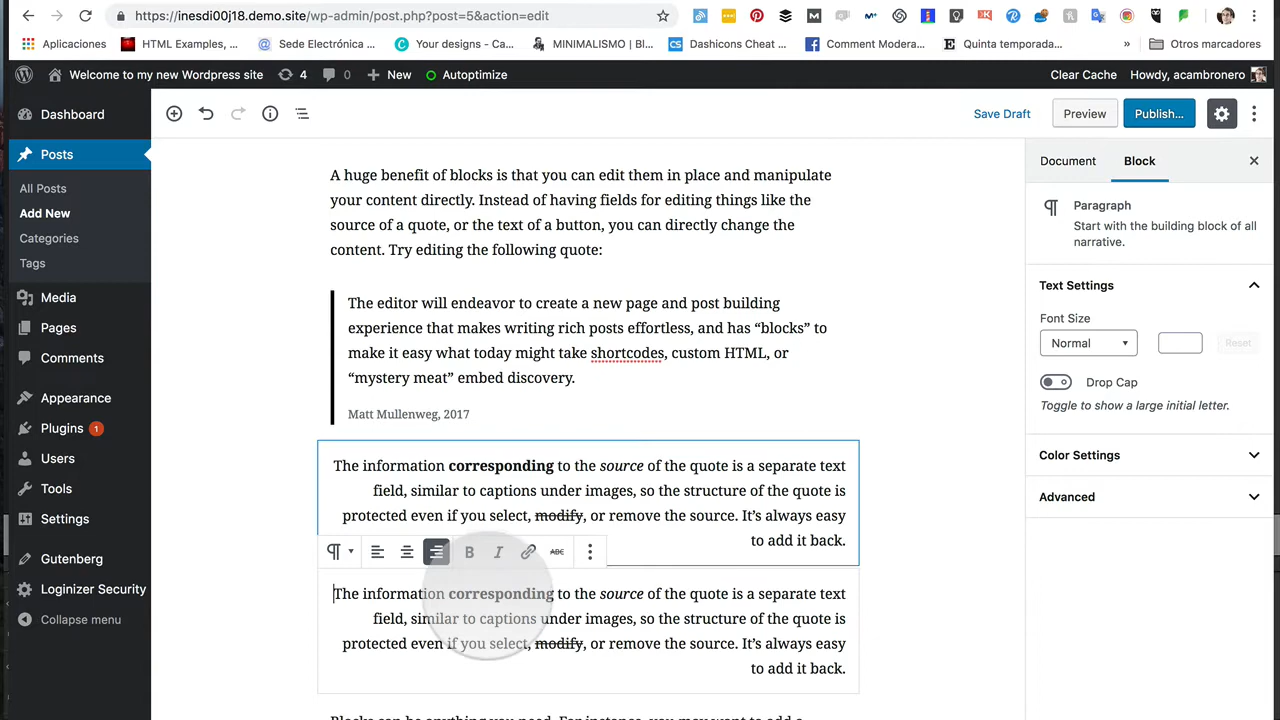 https://inesdi00j18.demo.site/wp-admin/post.php?post=5&action=edit
Aplicaciones
HTML Examples, ...
Sede Electrónica ...
Your designs - Ca...
MINIMALISMO | Bl...
Dashicons Cheat ...
Comment Modera...
Quinta temporada...
»
Otros marcadores
Welcome to my new Wordpress site
4
0
New
Autoptimize
Clear Cache
Howdy, acambronero
Dashboard
Posts
All Posts
Add New
Categories
Tags
Media
Pages
Comments
Appearance
Plugins 1
Users
Tools
Settings
Gutenberg
Loginizer Security
Collapse menu
Save Draft
Preview
Publish...
A huge benefit of blocks is that you can edit them in place and manipulate
your content directly. Instead of having fields for editing things like the
source of a quote, or the text of a button, you can directly change the
content. Try editing the following quote:
The editor will endeavor to create a new page and post building
experience that makes writing rich posts effortless, and has “blocks” to
make it easy what today might take shortcodes, custom HTML, or
“mystery meat” embed discovery.
Matt Mullenweg, 2017
The information corresponding to the source of the quote is a separate text
field, similar to captions under images, so the structure of the quote is
protected even if you select, modify, or remove the source. It’s always easy
to add it back.
B I ABC
The information corresponding to the source of the quote is a separate text
field, similar to captions under images, so the structure of the quote is
protected even if you select, modify, or remove the source. It’s always easy
to add it back.
Blocks can be anything you need. For instance, you may want to add a
Document
Block
Paragraph
Start with the building block of all
narrative.
Text Settings
Font Size
Normal
Reset
Drop Cap
Toggle to show a large initial letter.
Color Settings
Advanced